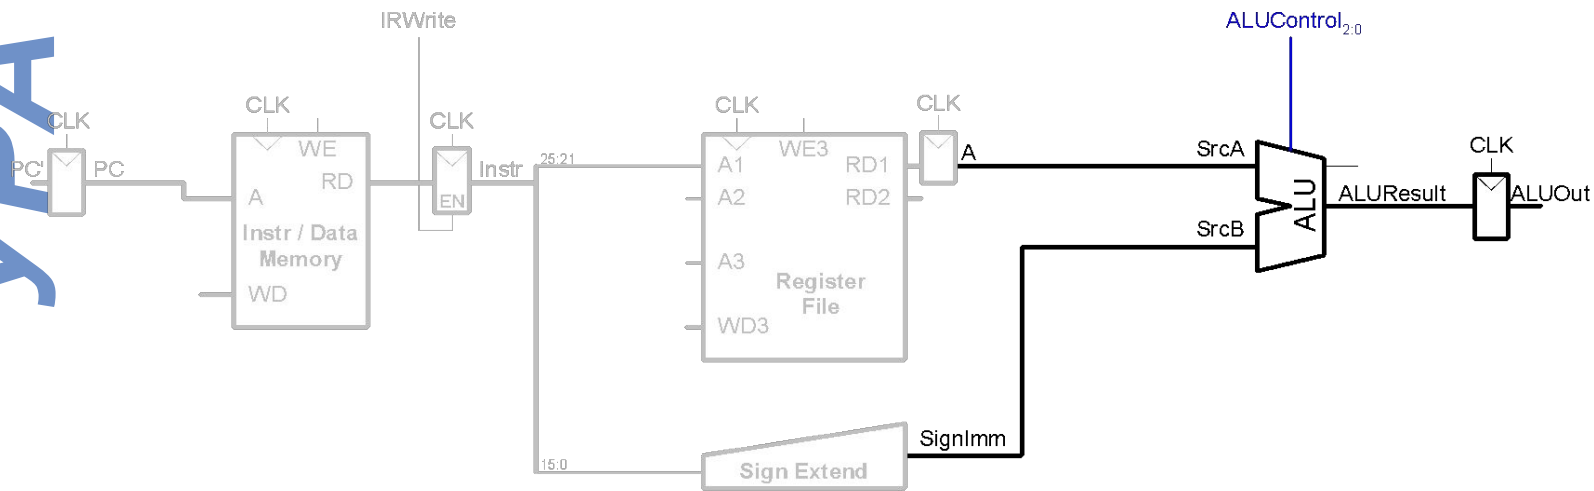 IRWrite
ALUControl2:0
CLK
CLK
CLK
CLK
CLK
CLK
PC'
PC
WE
RD
A
Instr / Data
Memory
WD
EN
Instr
25:21
A1
WE3
RD1
A2
RD2
A3
Register
File
WD3
A
SrcA
SrcB
ALU
ALUResult
ALUOut
SignImm
15:0
Sign Extend